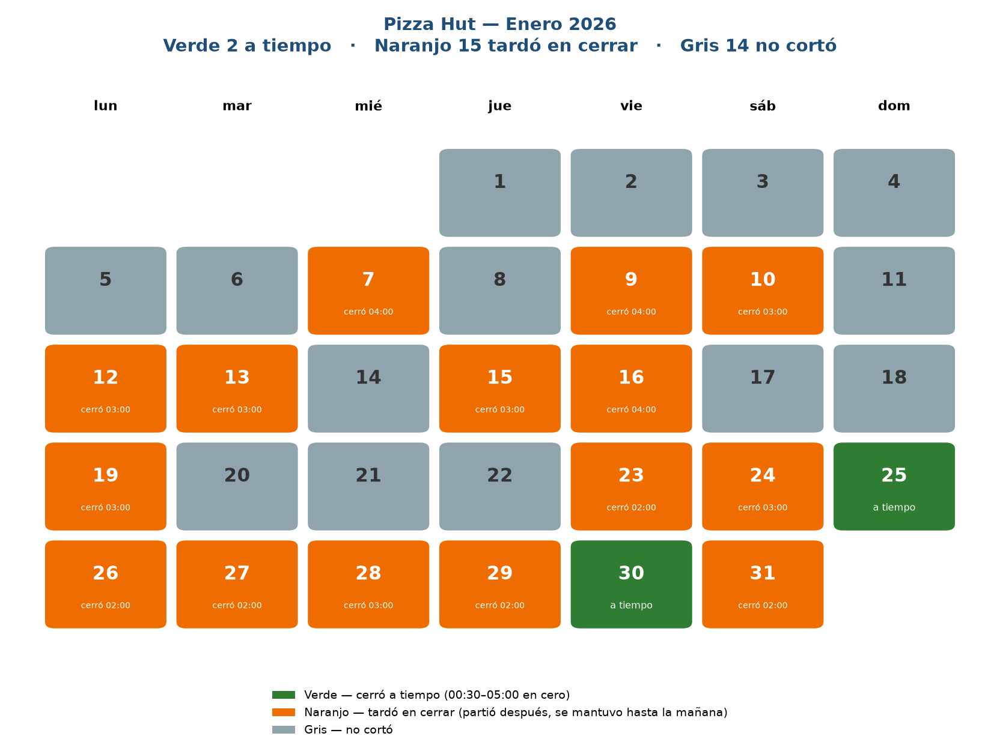 Pizza Hut — Enero 2026
Verde 2 a tiempo · Naranjo 15 tardó en cerrar · Gris 14 no cortó
lun mar mié jue vie sáb dom
1 2 3 4
5 6 7 8 9 10 11
cerró 04:00 cerró 04:00 cerró 03:00
12 13 14 15 16 17 18
cerró 03:00 cerró 03:00 cerró 03:00 cerró 04:00
19 20 21 22 23 24 25
cerró 03:00 cerró 02:00 cerró 03:00 a tiempo
26 27 28 29 30 31
cerró 02:00 cerró 02:00 cerró 03:00 cerró 02:00 a tiempo cerró 02:00
Verde — cerró a tiempo (00:30–05:00 en cero)
Naranjo — tardó en cerrar (partió después, se mantuvo hasta la mañana)
Gris — no cortó